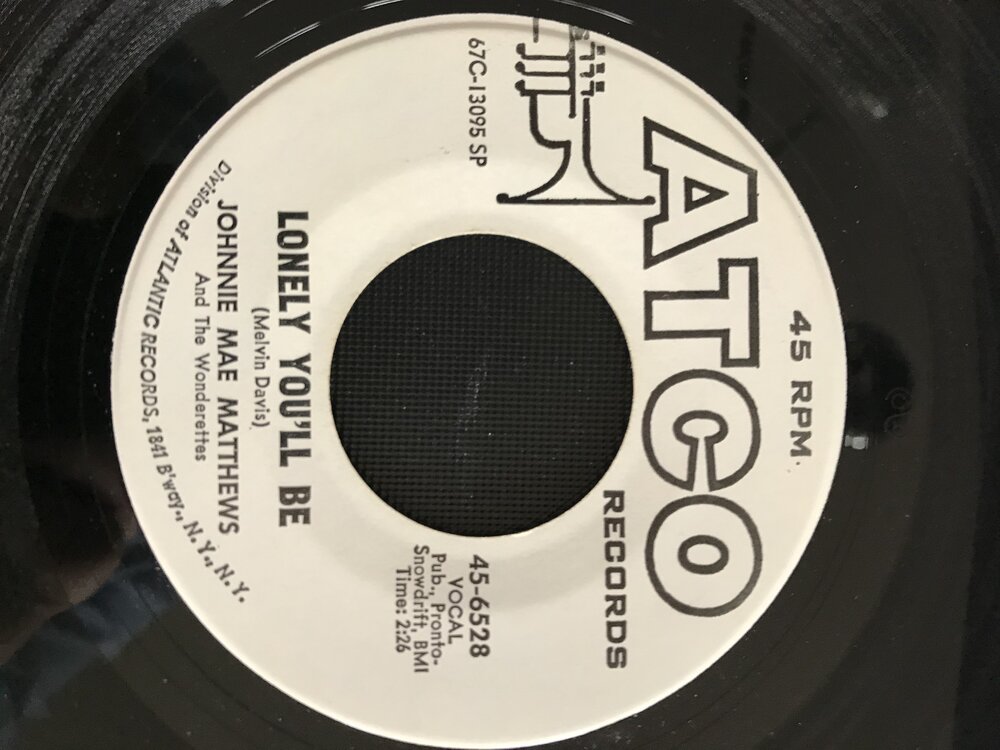 45 RPM.
ATCO
RECORDS
67C-13095 SP
45-6528
VOCAL
Pub., Pronto-
Snowdrift, BMI
Time: 2:26
LONELY YOU'LL BE
(Melvin Davis)
JOHNNIE MAE MATTHEWS
And The Wonderettes
Division of ATLANTIC RECORDS, 1841 B'way., N.Y., N.Y.